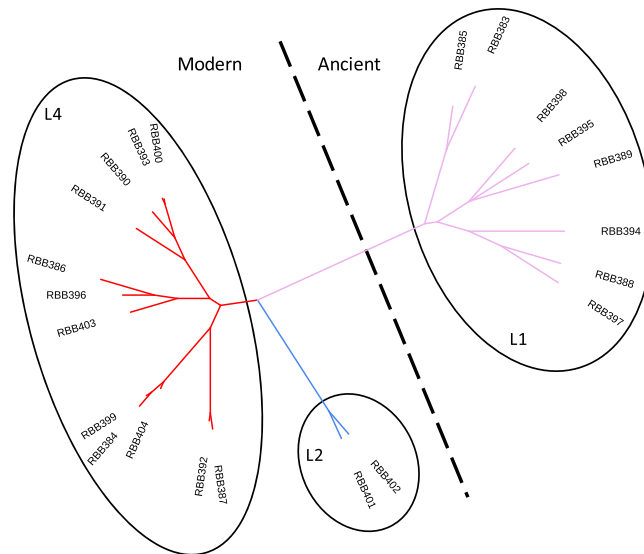 Modern
Ancient
L4
RBB400
RBB393
RBB390
RBB391
RBB386
RBB396
RBB403
RBB399
RBB384
RBB404
RBB392
RBB387
L2
RBB402
RBB401
RBB385
RBB383
RBB398
RBB395
RBB389
RBB394
RBB388
RBB397
L1